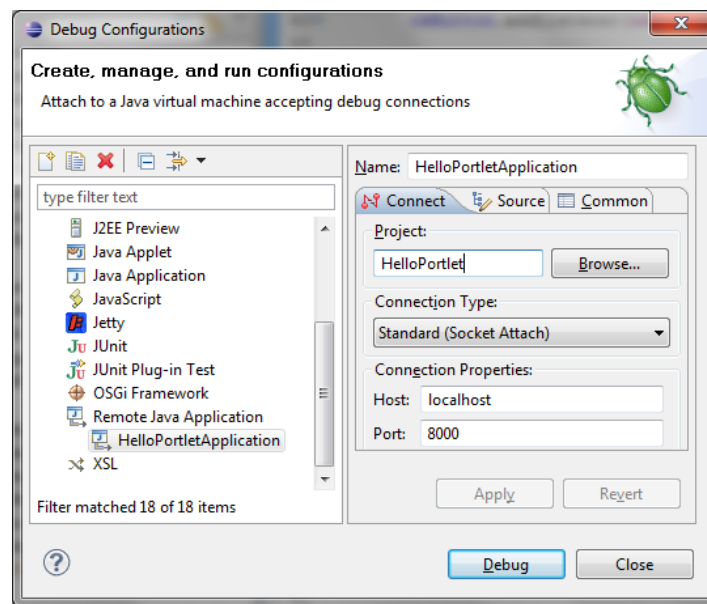 Debug Configurations
Create, manage, and run configurations
Attach to a Java virtual machine accepting debug connections
type filter text
J2EE Preview
Java Applet
Java Application
JavaScript
Jetty
JUnit
JUnit Plug-in Test
OSGi Framework
Remote Java Application
HelloPortletApplication
XSL
Filter matched 18 of 18 items
Name: HelloPortletApplication
Connect Source Common
Project:
HelloPortlet Browse...
Connection Type:
Standard (Socket Attach)
Connection Properties:
Host: localhost
Port: 8000
Apply Revert
? Debug Close